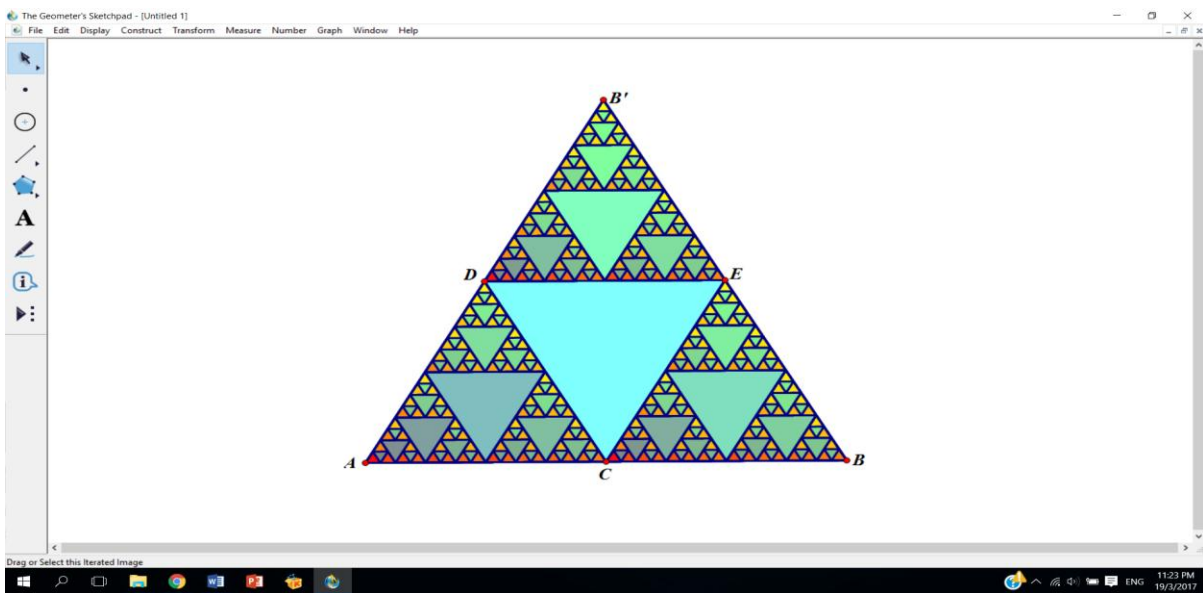 The Geometer's Sketchpad - [Untitled 1]
File Edit Display Construct Transform Measure Number Graph Window Help
B'
D
E
A
C
B
A
Drag or Select this Iterated Image
ENG
11:23 PM
19/3/2017